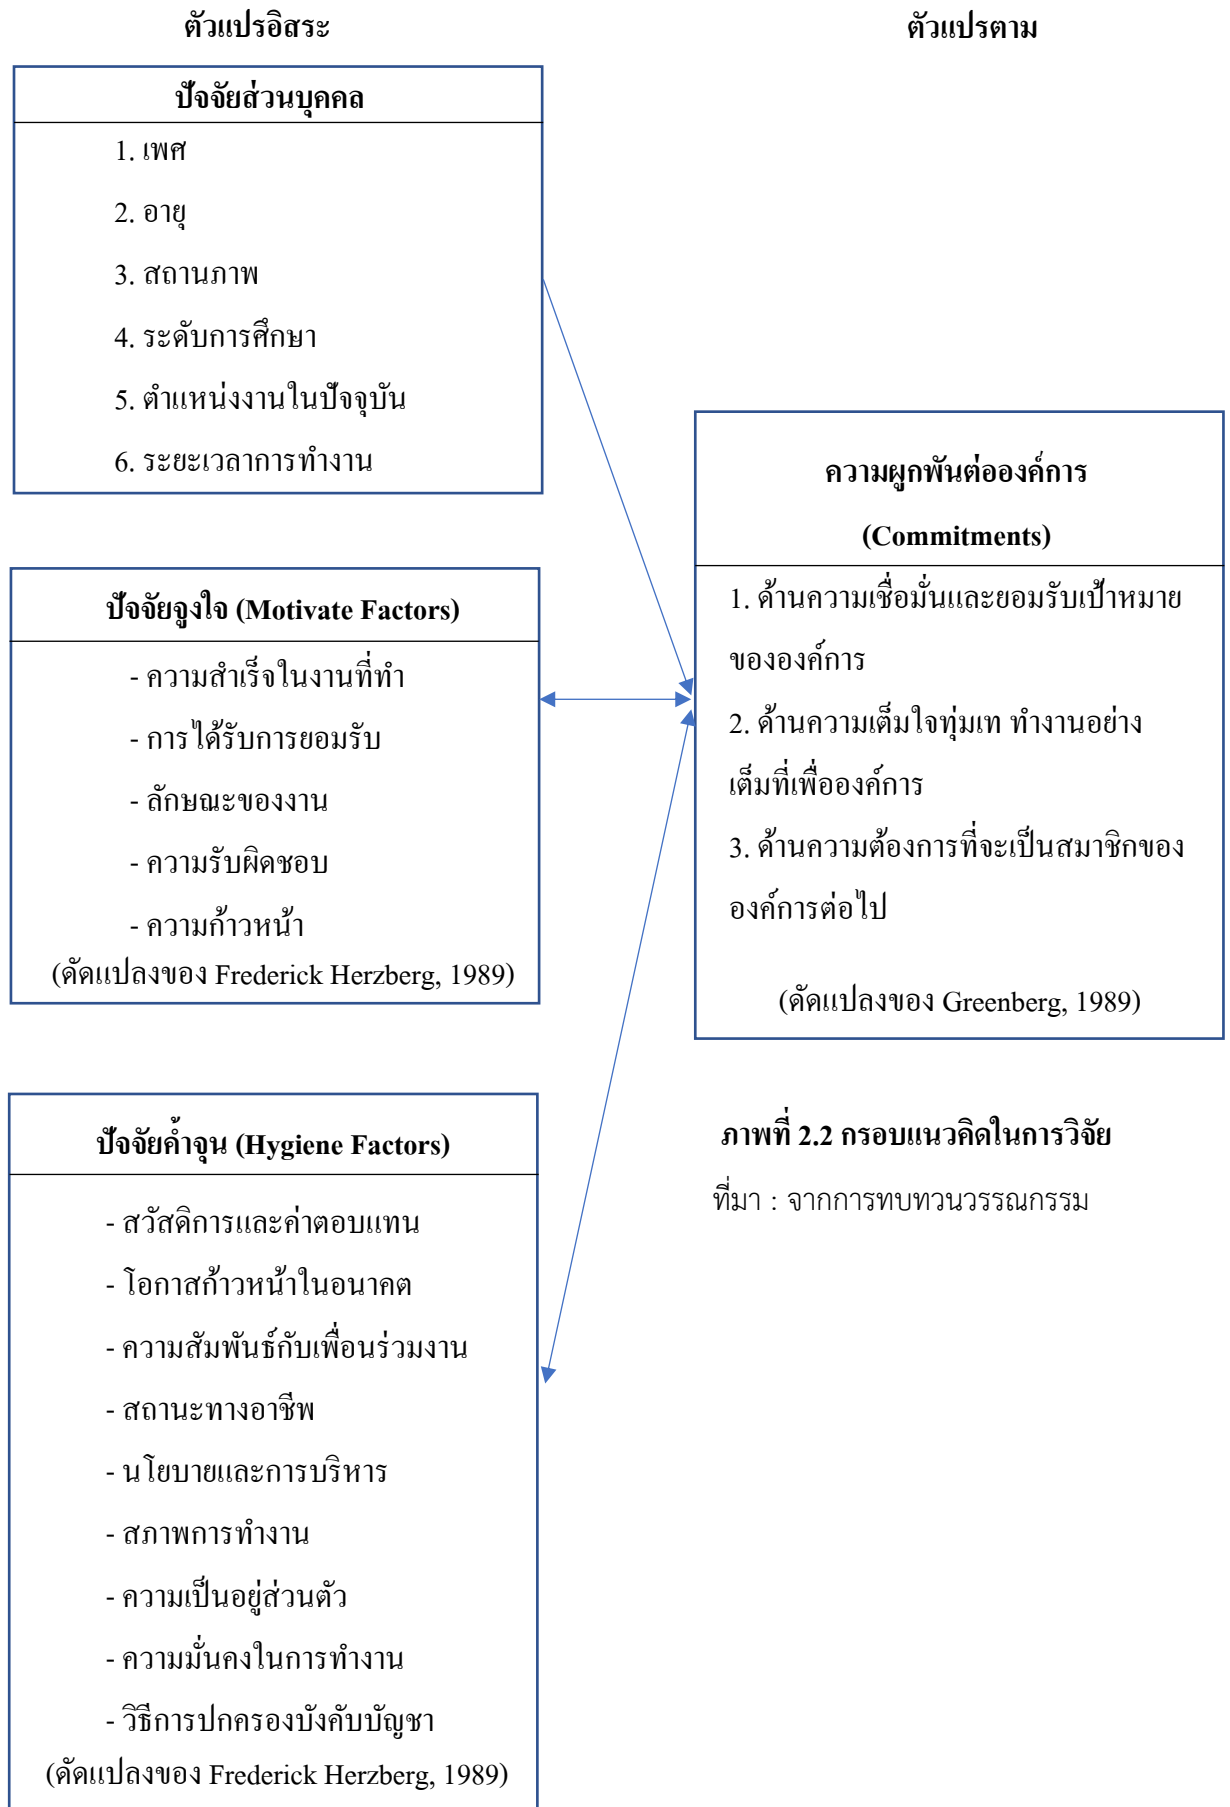 ตัวแปรอิสระ
ตัวแปรตาม
ปัจจัยส่วนบุคคล
1. เพศ
2. อายุ
3. สถานภาพ
4. ระดับการศึกษา
5. ตำแหน่งงานในปัจจุบัน
6. ระยะเวลาการทำงาน
ปัจจัยจูงใจ (Motivate Factors)
- ความสำเร็จในงานที่ทำ
- การได้รับการยอมรับ
- ลักษณะของงาน
- ความรับผิดชอบ
- ความก้าวหน้า
(ดัดแปลงของ Frederick Herzberg, 1989)
ปัจจัยค้ำจุน (Hygiene Factors)
- สวัสดิการและค่าตอบแทน
- โอกาสก้าวหน้าในอนาคต
- ความสัมพันธ์กับเพื่อนร่วมงาน
- สถานะทางอาชีพ
- นโยบายและการบริหาร
- สภาพการทำงาน
- ความเป็นอยู่ส่วนตัว
- ความมั่นคงในการทำงาน
- วิธีการปกครองบังคับบัญชา
(ดัดแปลงของ Frederick Herzberg, 1989)
ความผูกพันต่อองค์การ
(Commitments)
1. ด้านความเชื่อมั่นและยอมรับเป้าหมาย
ขององค์การ
2. ด้านความเต็มใจทุ่มเท ทำงานอย่าง
เต็มที่เพื่อองค์การ
3. ด้านความต้องการที่จะเป็นสมาชิกของ
องค์การต่อไป
(ดัดแปลงของ Greenberg, 1989)
ภาพที่ 2.2 กรอบแนวคิดในการวิจัย
ที่มา : จากการทบทวนวรรณกรรม